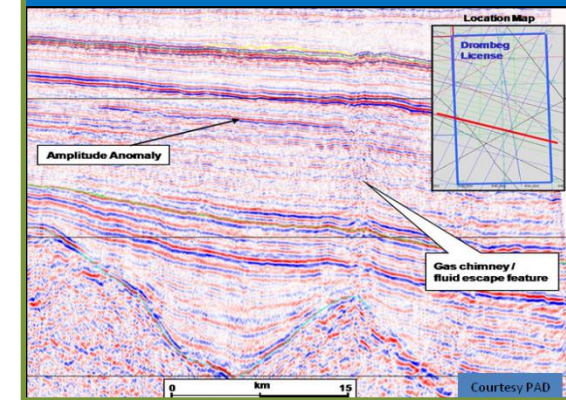 Location Map
Drombeg
License
Amplitude Anomaly
Gas chimney /
fluid escape feature
km
0 15
Courtesy PAD